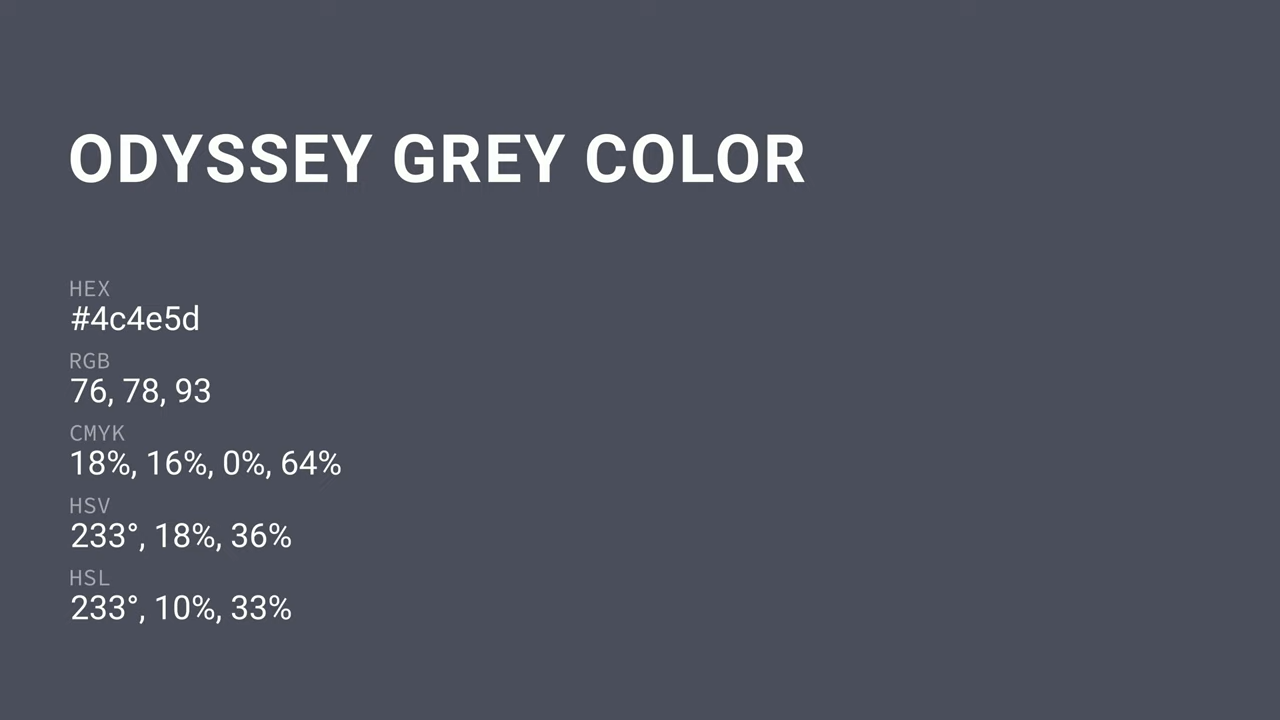 ODYSSEY GREY COLOR
HEX
#4c4e5d
RGB
76, 78, 93
CMYK
18%, 16%, 0%, 64%
HSV
233°, 18%, 36%
HSL
233°, 10%, 33%